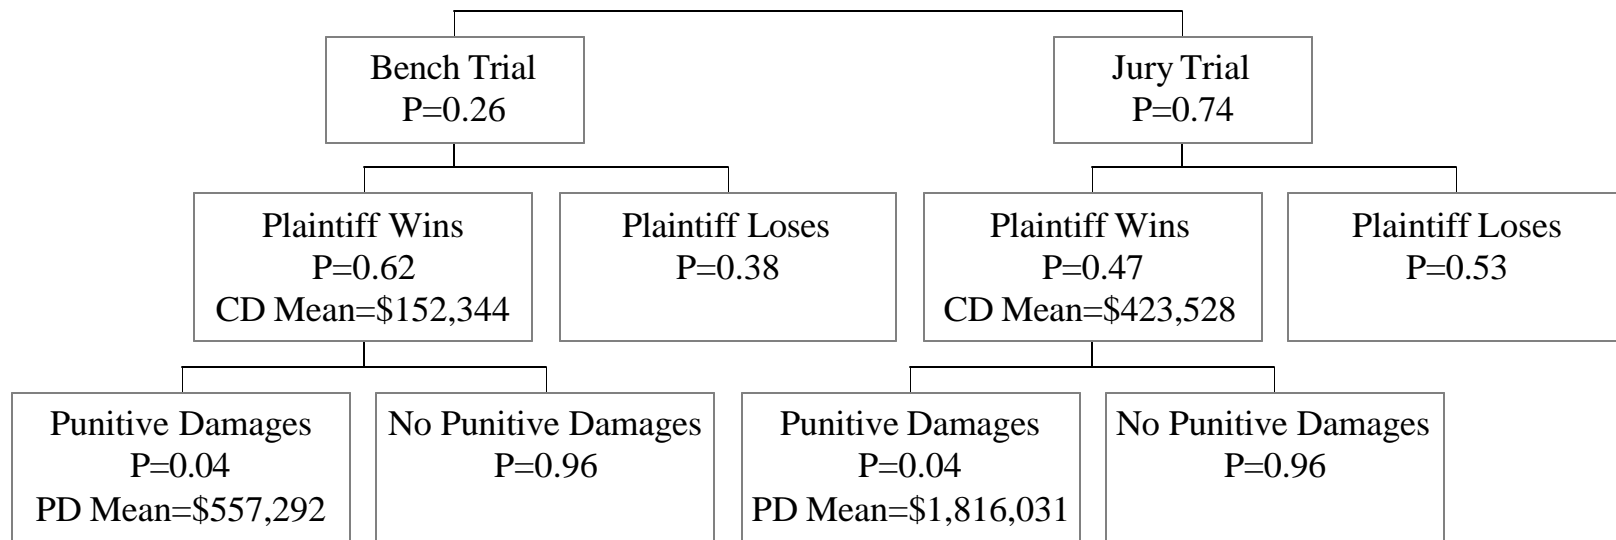 Bench Trial
P=0.26
Jury Trial
P=0.74
Plaintiff Wins
P=0.62
CD Mean=$152,344
Plaintiff Loses
P=0.38
Plaintiff Wins
P=0.47
CD Mean=$423,528
Plaintiff Loses
P=0.53
Punitive Damages
P=0.04
PD Mean=$557,292
No Punitive Damages
P=0.96
Punitive Damages
P=0.04
PD Mean=$1,816,031
No Punitive Damages
P=0.96